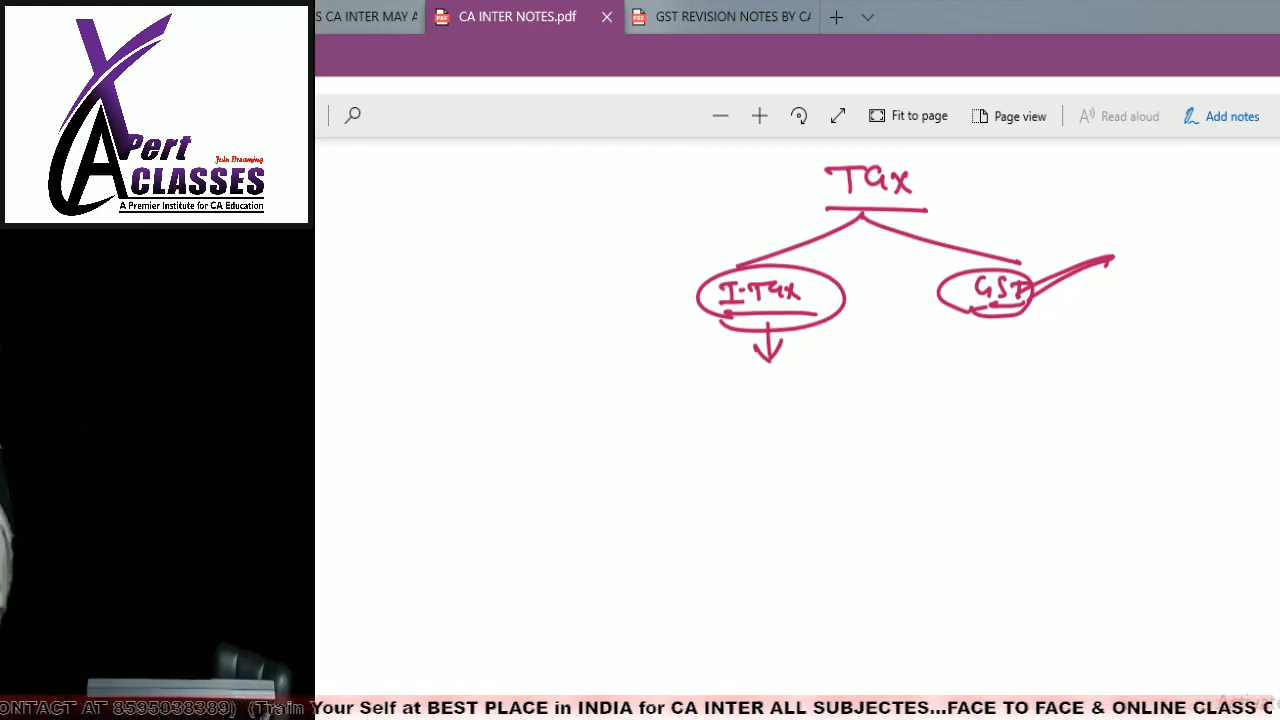 S CA INTER MAY A
CA INTER NOTES.pdf
GST REVISION NOTES BY CA
Fit to page
Page view
Read aloud
Add notes
XPert
Join Dreaming
CA CLASSES
A Premier Institute for CA Education
TAX
I·TAX
GST
ONTACT AT 8595038389) (Train Your Self at BEST PLACE in INDIA for CA INTER ALL SUBJECTES...FACE TO FACE & ONLINE CLASS